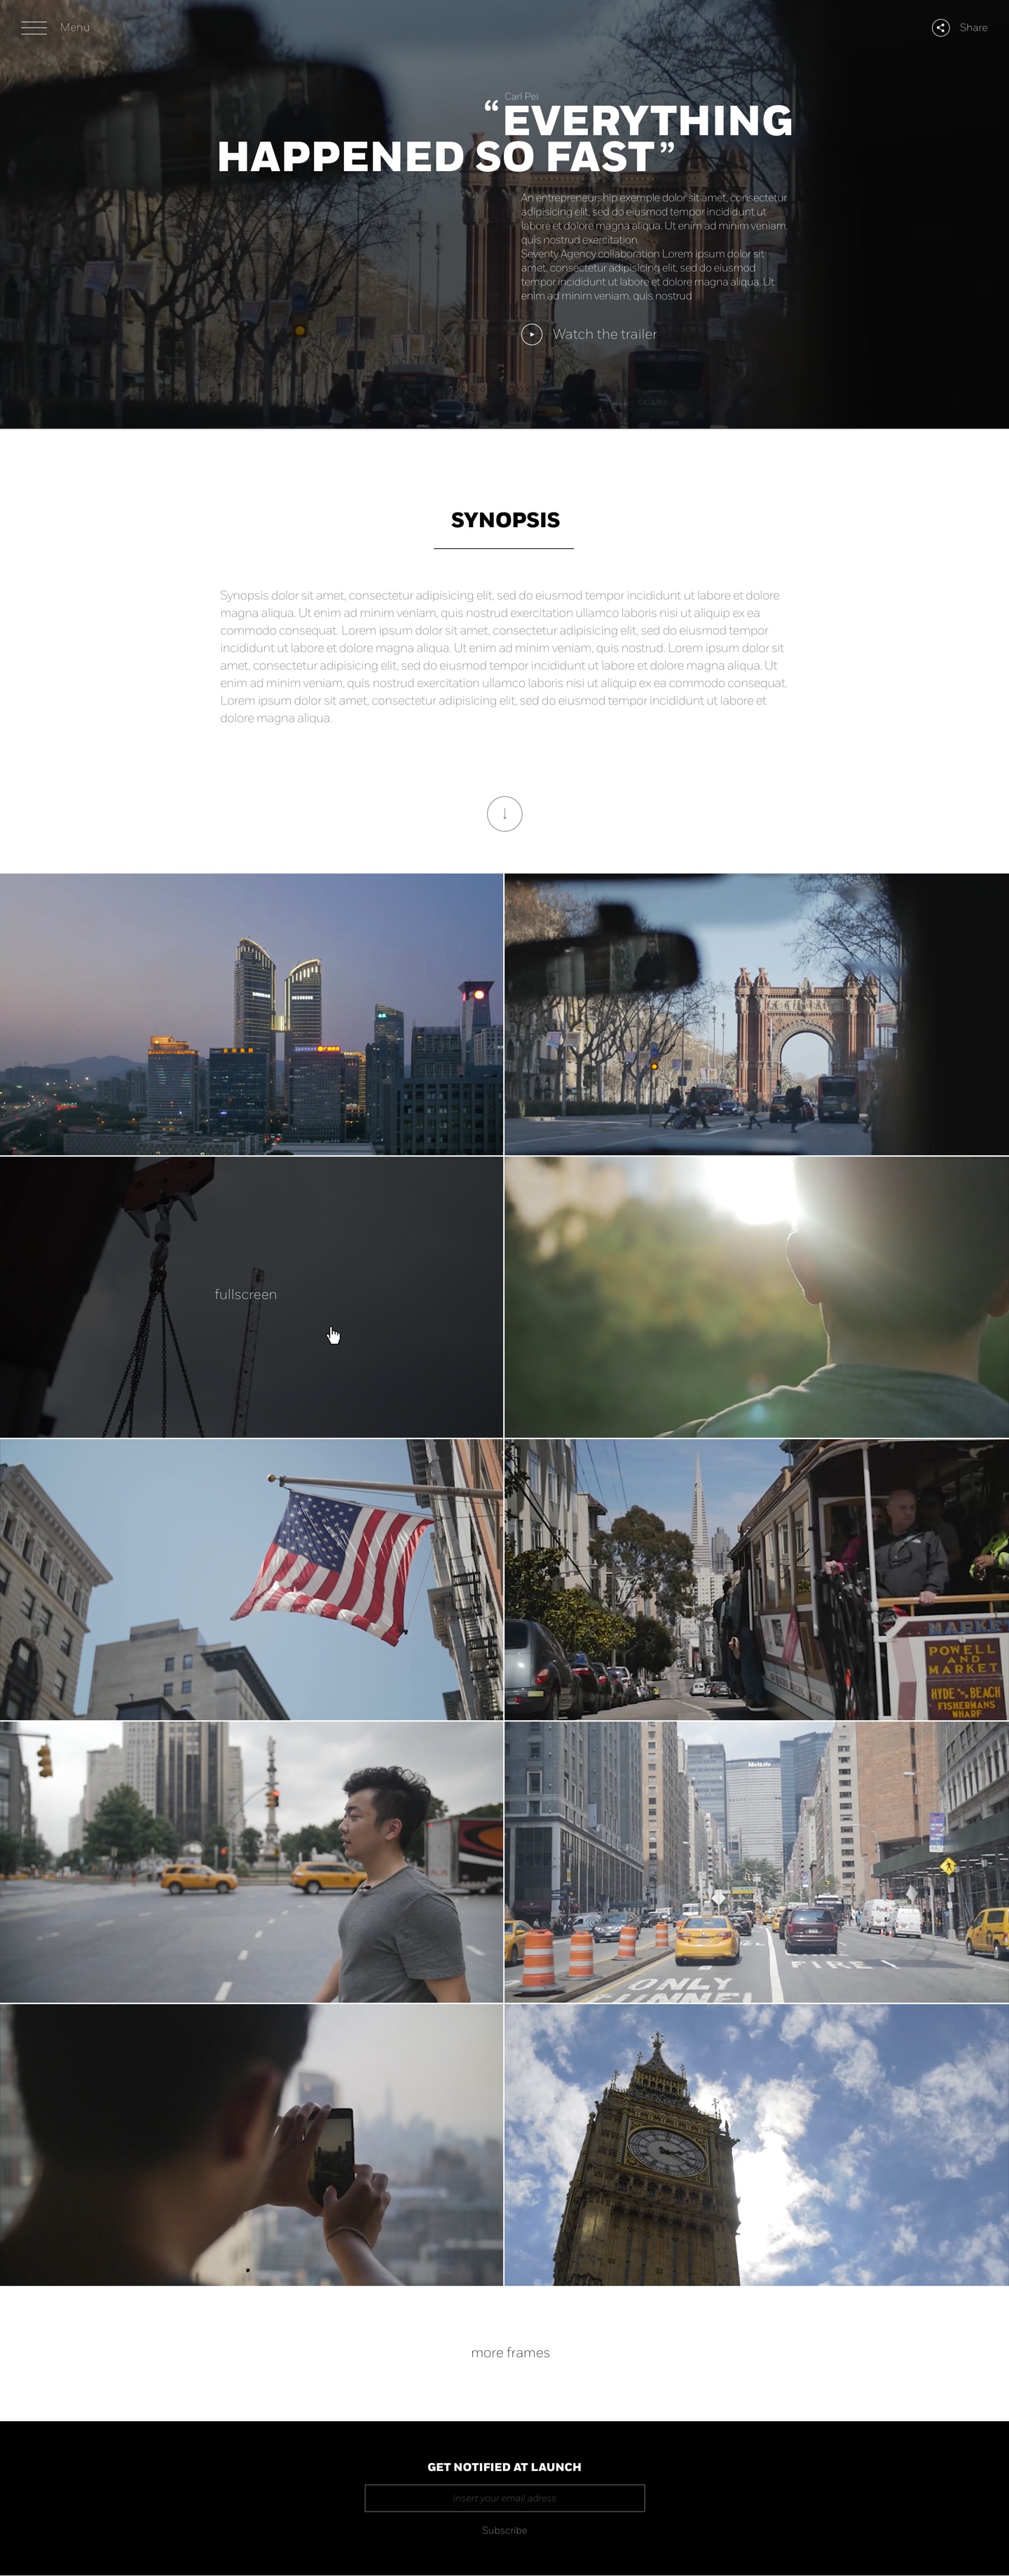 Menu
Share
Carl Pei
“EVERYTHING
HAPPENED SO FAST”
An entrepreneurship exemple dolor sit amet, consectetur
adipisicing elit, sed do eiusmod tempor incididunt ut
labore et dolore magna aliqua. Ut enim ad minim veniam,
quis nostrud exercitation.
Seventy Agency collaboration Lorem ipsum dolor sit
amet, consectetur adipisicing elit, sed do eiusmod
tempor incididunt ut labore et dolore magna aliqua. Ut
enim ad minim veniam, quis nostrud
Watch the trailer
SYNOPSIS
Synopsis dolor sit amet, consectetur adipisicing elit, sed do eiusmod tempor incididunt ut labore et dolore
magna aliqua. Ut enim ad minim veniam, quis nostrud exercitation ullamco laboris nisi ut aliquip ex ea
commodo consequat. Lorem ipsum dolor sit amet, consectetur adipisicing elit, sed do eiusmod tempor
incididunt ut labore et dolore magna aliqua. Ut enim ad minim veniam, quis nostrud. Lorem ipsum dolor sit
amet, consectetur adipisicing elit, sed do eiusmod tempor incididunt ut labore et dolore magna aliqua. Ut
enim ad minim veniam, quis nostrud exercitation ullamco laboris nisi ut aliquip ex ea commodo consequat.
Lorem ipsum dolor sit amet, consectetur adipisicing elit, sed do eiusmod tempor incididunt ut labore et
dolore magna aliqua.
fullscreen
MARKE
POWELL
AND
MARKET
HYDE BEACH
FISHERMANS
WHARF
MetLife
FedEx
ONLY
FIRE
more frames
GET NOTIFIED AT LAUNCH
insert your email adress
Subscribe